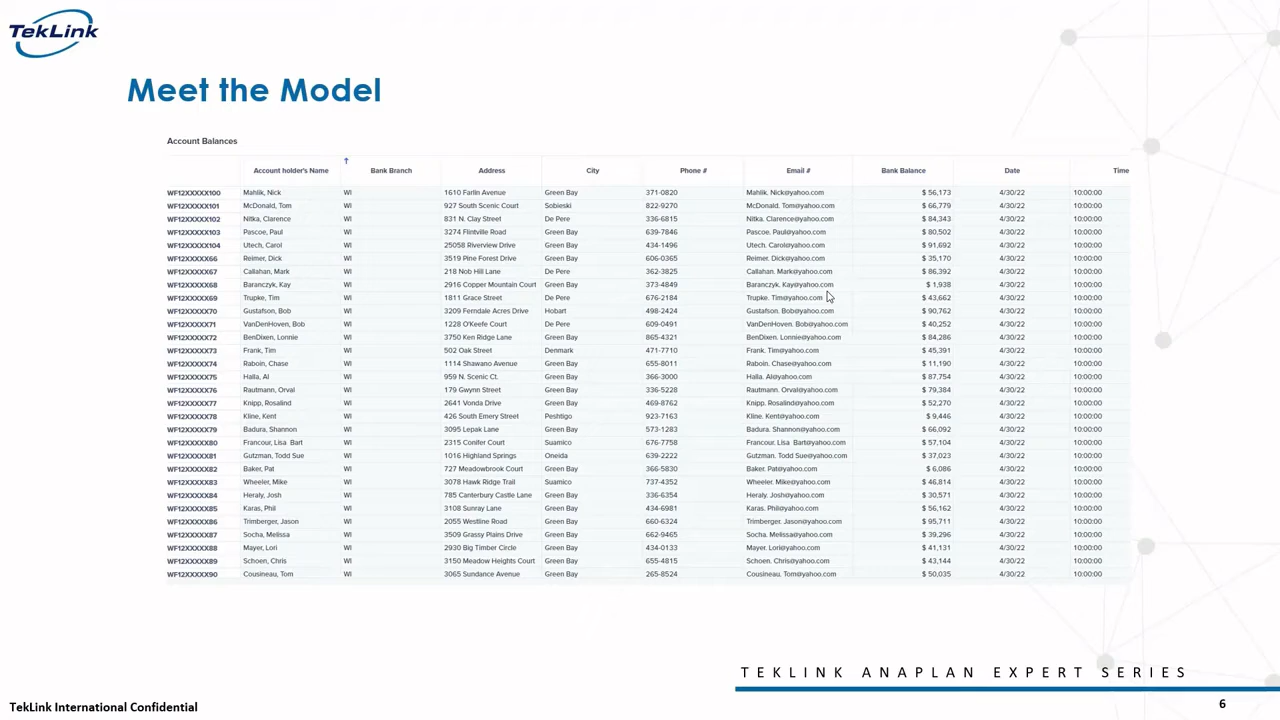 TekLink
Meet the Model
Account Balances
Account holder's Name Bank Branch Address City Phone # Email # Bank Balance Date Time
WF12XXXXX100 Mahlik, Nick WI 1610 Farlin Avenue Green Bay 371-0820 Mahlik. Nick@yahoo.com $ 56,173 4/30/22 10:00:00
WF12XXXXX101 McDonald, Tom WI 927 South Scenic Court Sobieski 822-9270 McDonald. Tom@yahoo.com $ 66,779 4/30/22 10:00:00
WF12XXXXX102 Nitka, Clarence WI 831 N. Clay Street De Pere 336-6815 Nitka. Clarence@yahoo.com $ 84,343 4/30/22 10:00:00
WF12XXXXX103 Pascoe, Paul WI 3274 Flintville Road Green Bay 639-7846 Pascoe. Paul@yahoo.com $ 80,502 4/30/22 10:00:00
WF12XXXXX104 Utech, Carol WI 25058 Riverview Drive Green Bay 434-1496 Utech. Carol@yahoo.com $ 91,692 4/30/22 10:00:00
WF12XXXXX66 Reimer, Dick WI 3519 Pine Forest Drive Green Bay 606-0365 Reimer. Dick@yahoo.com $ 35,170 4/30/22 10:00:00
WF12XXXXX67 Callahan, Mark WI 218 Nob Hill Lane De Pere 362-3825 Callahan. Mark@yahoo.com $ 86,392 4/30/22 10:00:00
WF12XXXXX68 Baranczyk, Kay WI 2916 Copper Mountain Court Green Bay 373-4849 Baranczyk. Kay@yahoo.com $ 1,938 4/30/22 10:00:00
WF12XXXXX69 Trupke, Tim WI 1811 Grace Street De Pere 676-2184 Trupke. Tim@yahoo.com $ 43,662 4/30/22 10:00:00
WF12XXXXX70 Gustafson, Bob WI 3209 Ferndale Acres Drive Hobart 498-2424 Gustafson. Bob@yahoo.com $ 90,762 4/30/22 10:00:00
WF12XXXXX71 VanDenHoven, Bob WI 1228 O'Keefe Court De Pere 609-0491 VanDenHoven. Bob@yahoo.com $ 40,252 4/30/22 10:00:00
WF12XXXXX72 BenDixen, Lonnie WI 3750 Ken Ridge Lane Green Bay 865-4321 BenDixen. Lonnie@yahoo.com $ 84,286 4/30/22 10:00:00
WF12XXXXX73 Frank, Tim WI 502 Oak Street Denmark 471-7710 Frank. Tim@yahoo.com $ 45,391 4/30/22 10:00:00
WF12XXXXX74 Raboin, Chase WI 1114 Shawano Avenue Green Bay 655-8011 Raboin. Chase@yahoo.com $ 11,190 4/30/22 10:00:00
WF12XXXXX75 Halla, Al WI 959 N. Scenic Ct. Green Bay 366-3000 Halla. Al@yahoo.com $ 87,754 4/30/22 10:00:00
WF12XXXXX76 Rautmann, Orval WI 179 Gwynn Street Green Bay 336-5228 Rautmann. Orval@yahoo.com $ 79,384 4/30/22 10:00:00
WF12XXXXX77 Knipp, Rosalind WI 2641 Vonda Drive Green Bay 469-8762 Knipp. Rosalind@yahoo.com $ 52,270 4/30/22 10:00:00
WF12XXXXX78 Kline, Kent WI 426 South Emery Street Peshtigo 923-7163 Kline. Kent@yahoo.com $ 9,446 4/30/22 10:00:00
WF12XXXXX79 Badura, Shannon WI 3095 Lepak Lane Green Bay 573-1283 Badura. Shannon@yahoo.com $ 66,092 4/30/22 10:00:00
WF12XXXXX80 Francour, Lisa Bart WI 2315 Conifer Court Suamico 676-7758 Francour. Lisa Bart@yahoo.com $ 57,104 4/30/22 10:00:00
WF12XXXXX81 Gutzman, Todd Sue WI 1016 Highland Springs Oneida 639-2222 Gutzman. Todd Sue@yahoo.com $ 37,023 4/30/22 10:00:00
WF12XXXXX82 Baker, Pat WI 727 Meadowbrook Court Green Bay 366-5830 Baker. Pat@yahoo.com $ 6,086 4/30/22 10:00:00
WF12XXXXX83 Wheeler, Mike WI 3078 Hawk Ridge Trail Suamico 737-4352 Wheeler. Mike@yahoo.com $ 46,814 4/30/22 10:00:00
WF12XXXXX84 Heraly, Josh WI 785 Canterbury Castle Lane Green Bay 336-6354 Heraly. Josh@yahoo.com $ 30,571 4/30/22 10:00:00
WF12XXXXX85 Karas, Phil WI 3108 Sunray Lane Green Bay 434-6981 Karas. Phil@yahoo.com $ 56,162 4/30/22 10:00:00
WF12XXXXX86 Trimberger, Jason WI 2055 Westline Road Green Bay 660-6324 Trimberger. Jason@yahoo.com $ 95,711 4/30/22 10:00:00
WF12XXXXX87 Socha, Melissa WI 3509 Grassy Plains Drive Green Bay 662-9465 Socha. Melissa@yahoo.com $ 39,296 4/30/22 10:00:00
WF12XXXXX88 Mayer, Lori WI 2930 Big Timber Circle Green Bay 434-0133 Mayer. Lori@yahoo.com $ 41,131 4/30/22 10:00:00
WF12XXXXX89 Schoen, Chris WI 3150 Meadow Heights Court Green Bay 655-4815 Schoen. Chris@yahoo.com $ 43,144 4/30/22 10:00:00
WF12XXXXX90 Cousineau, Tom WI 3065 Sundance Avenue Green Bay 265-8524 Cousineau. Tom@yahoo.com $ 50,035 4/30/22 10:00:00
TEKLINK ANAPLAN EXPERT SERIES
TekLink International Confidential 6